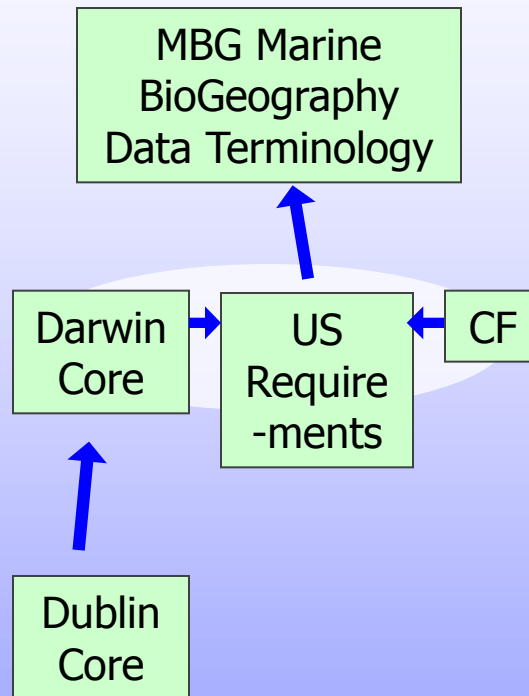 MBG Marine
BioGeography
Data Terminology
Darwin
Core
US
Require
-ments
CF
Dublin
Core